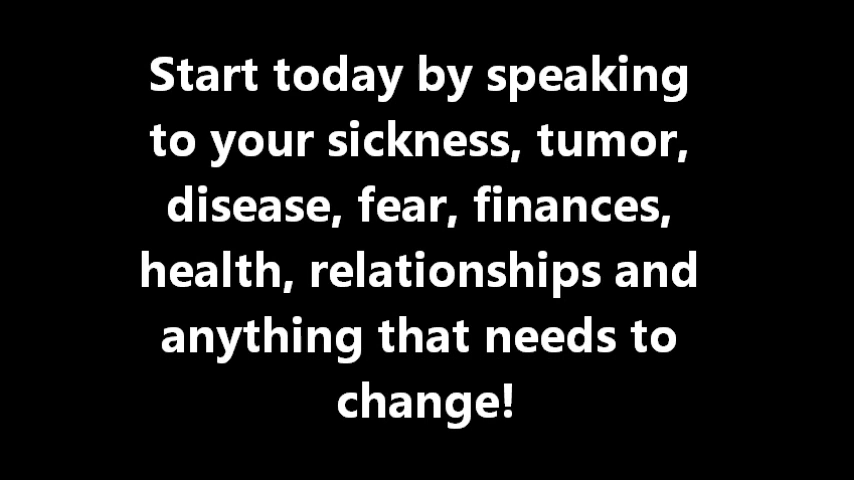 Start today by speaking
to your sickness, tumor,
disease, fear, finances,
health, relationships and
anything that needs to
change!